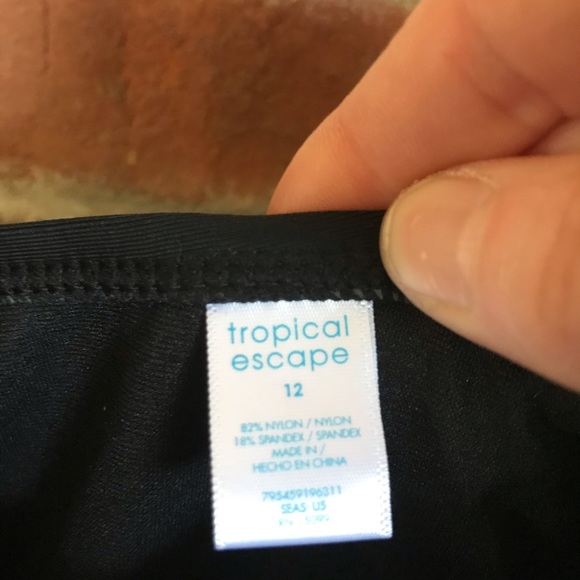 tropical
escape
12
82% NYLON / NYLON
18% SPANDEX / SPANDEX
MADE IN /
HECHO EN CHINA
795459196311
SEAS US